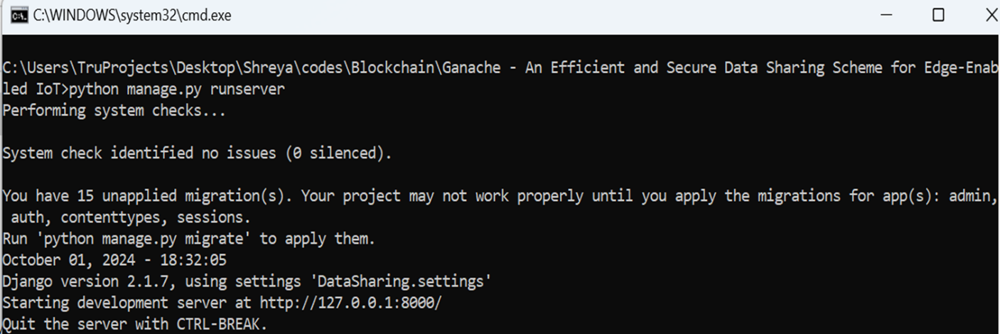 C:\WINDOWS\system32\cmd.exe
C:\Users\TruProjects\Desktop\Shreya\codes\Blockchain\Ganache - An Efficient and Secure Data Sharing Scheme for Edge-Enab
led IoT>python manage.py runserver
Performing system checks...
System check identified no issues (0 silenced).
You have 15 unapplied migration(s). Your project may not work properly until you apply the migrations for app(s): admin,
auth, contenttypes, sessions.
Run 'python manage.py migrate' to apply them.
October 01, 2024 - 18:32:05
Django version 2.1.7, using settings 'DataSharing.settings'
Starting development server at http://127.0.0.1:8000/
Quit the server with CTRL-BREAK.